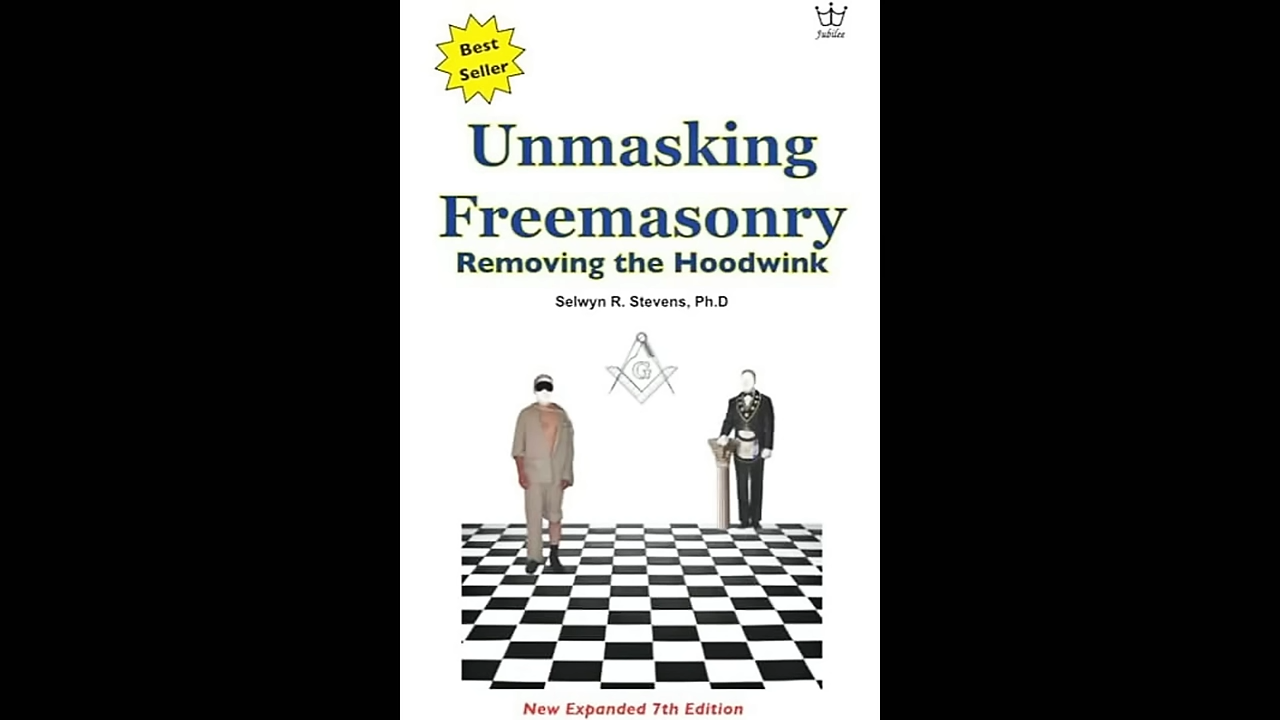 Best
Seller
Jubilee
Unmasking
Freemasonry
Removing the Hoodwink
Selwyn R. Stevens, Ph.D
G
New Expanded 7th Edition